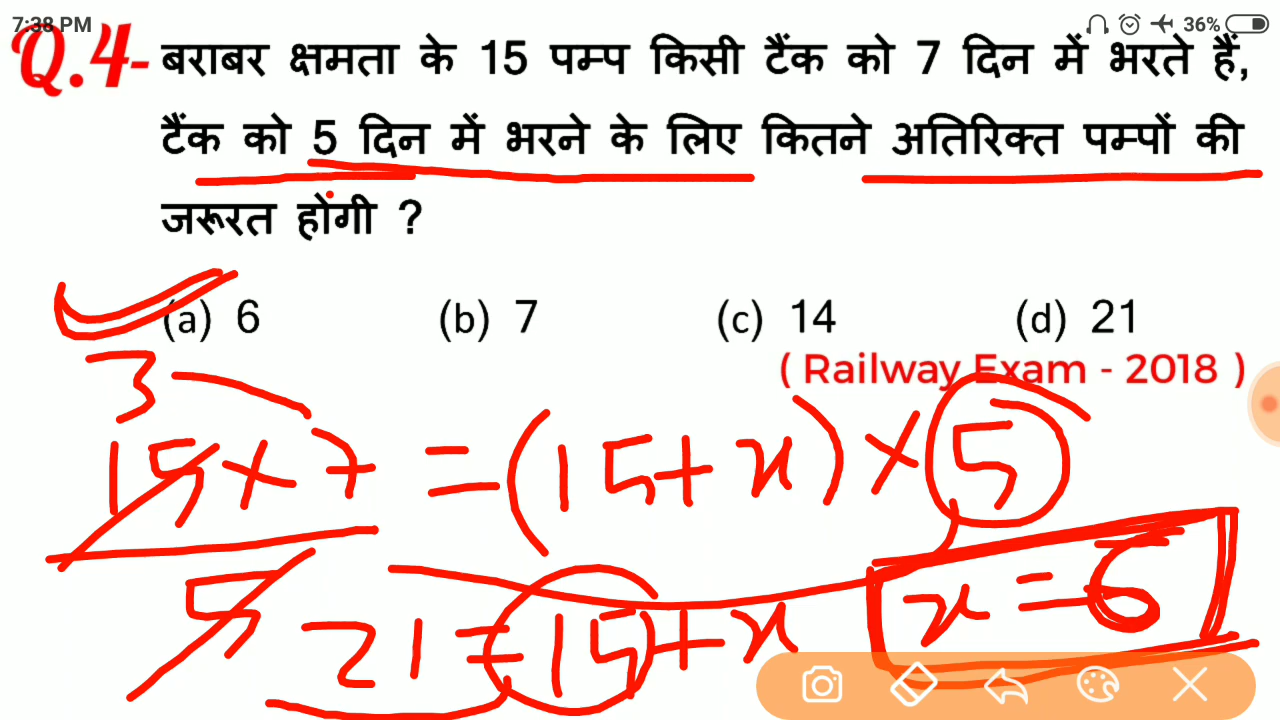 7:38 PM 36%
Q.4- बराबर क्षमता के 15 पम्प किसी टैंक को 7 दिन में भरते हैं,
टैंक को 5 दिन में भरने के लिए कितने अतिरिक्त पम्पों की
जरूरत होंगी ?
(a) 6 (b) 7 (c) 14 (d) 21
( Railway Exam - 2018 )
3
15 × 7 = (15 + x) × 5
5
21 = 15 + x x = 6